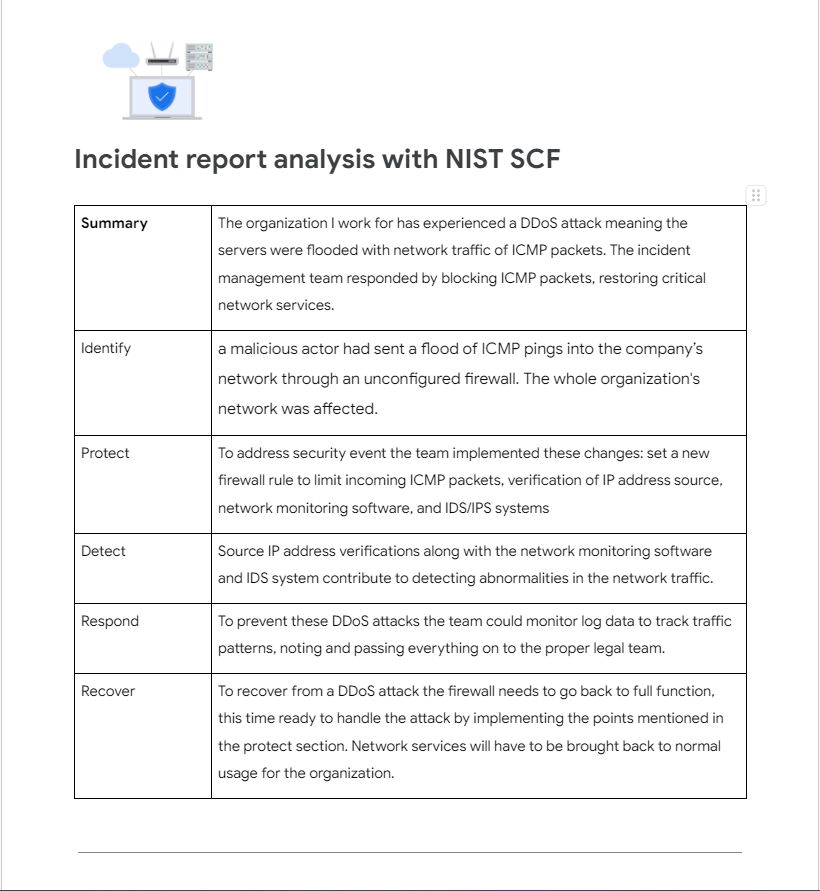 Incident report analysis with NIST SCF
Summary
The organization I work for has experienced a DDoS attack meaning the
servers were flooded with network traffic of ICMP packets. The incident
management team responded by blocking ICMP packets, restoring critical
network services.
Identify
a malicious actor had sent a flood of ICMP pings into the company’s
network through an unconfigured firewall. The whole organization's
network was affected.
Protect
To address security event the team implemented these changes: set a new
firewall rule to limit incoming ICMP packets, verification of IP address source,
network monitoring software, and IDS/IPS systems
Detect
Source IP address verifications along with the network monitoring software
and IDS system contribute to detecting abnormalities in the network traffic.
Respond
To prevent these DDoS attacks the team could monitor log data to track traffic
patterns, noting and passing everything on to the proper legal team.
Recover
To recover from a DDoS attack the firewall needs to go back to full function,
this time ready to handle the attack by implementing the points mentioned in
the protect section. Network services will have to be brought back to normal
usage for the organization.